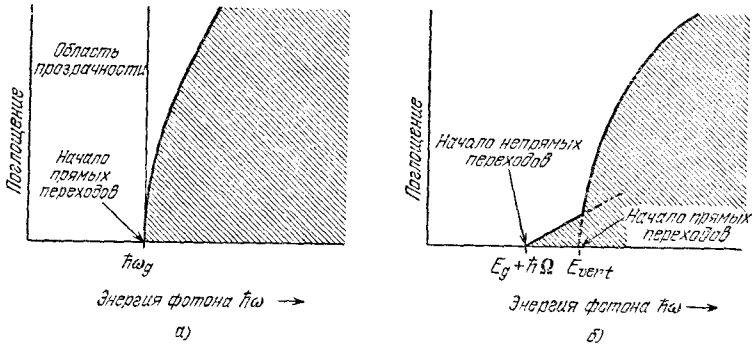 Поглощение
Область
прозрачности
Начало
прямых
переходов
ħω_g
Энергия фотона ħω →
а)
Поглощение
Начало непрямых
переходов
Начало прямых
переходов
E_g + ħΩ
E_vert
Энергия фотона ħω →
б)